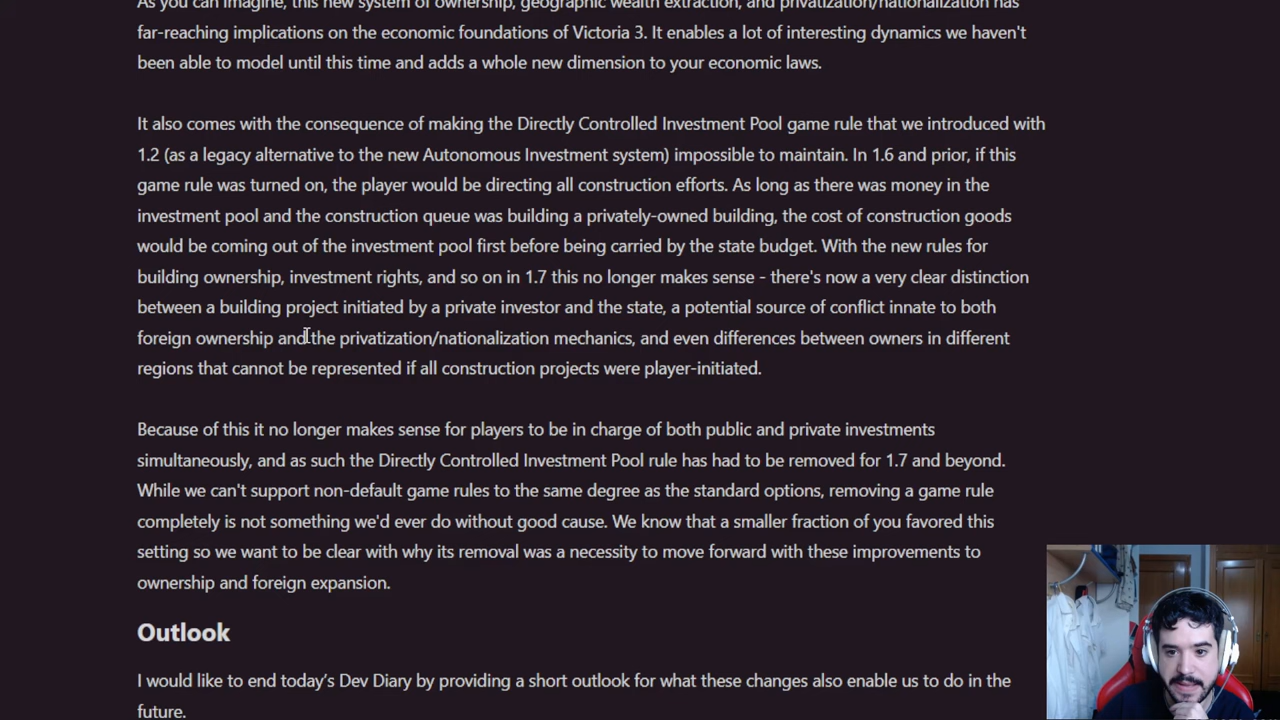 As you can imagine, this new system of ownership, geographic wealth extraction, and privatization/nationalization has
far-reaching implications on the economic foundations of Victoria 3. It enables a lot of interesting dynamics we haven't
been able to model until this time and adds a whole new dimension to your economic laws.
It also comes with the consequence of making the Directly Controlled Investment Pool game rule that we introduced with
1.2 (as a legacy alternative to the new Autonomous Investment system) impossible to maintain. In 1.6 and prior, if this
game rule was turned on, the player would be directing all construction efforts. As long as there was money in the
investment pool and the construction queue was building a privately-owned building, the cost of construction goods
would be coming out of the investment pool first before being carried by the state budget. With the new rules for
building ownership, investment rights, and so on in 1.7 this no longer makes sense - there's now a very clear distinction
between a building project initiated by a private investor and the state, a potential source of conflict innate to both
foreign ownership and the privatization/nationalization mechanics, and even differences between owners in different
regions that cannot be represented if all construction projects were player-initiated.
Because of this it no longer makes sense for players to be in charge of both public and private investments
simultaneously, and as such the Directly Controlled Investment Pool rule has had to be removed for 1.7 and beyond.
While we can't support non-default game rules to the same degree as the standard options, removing a game rule
completely is not something we'd ever do without good cause. We know that a smaller fraction of you favored this
setting so we want to be clear with why its removal was a necessity to move forward with these improvements to
ownership and foreign expansion.
Outlook
I would like to end today’s Dev Diary by providing a short outlook for what these changes also enable us to do in the
future.